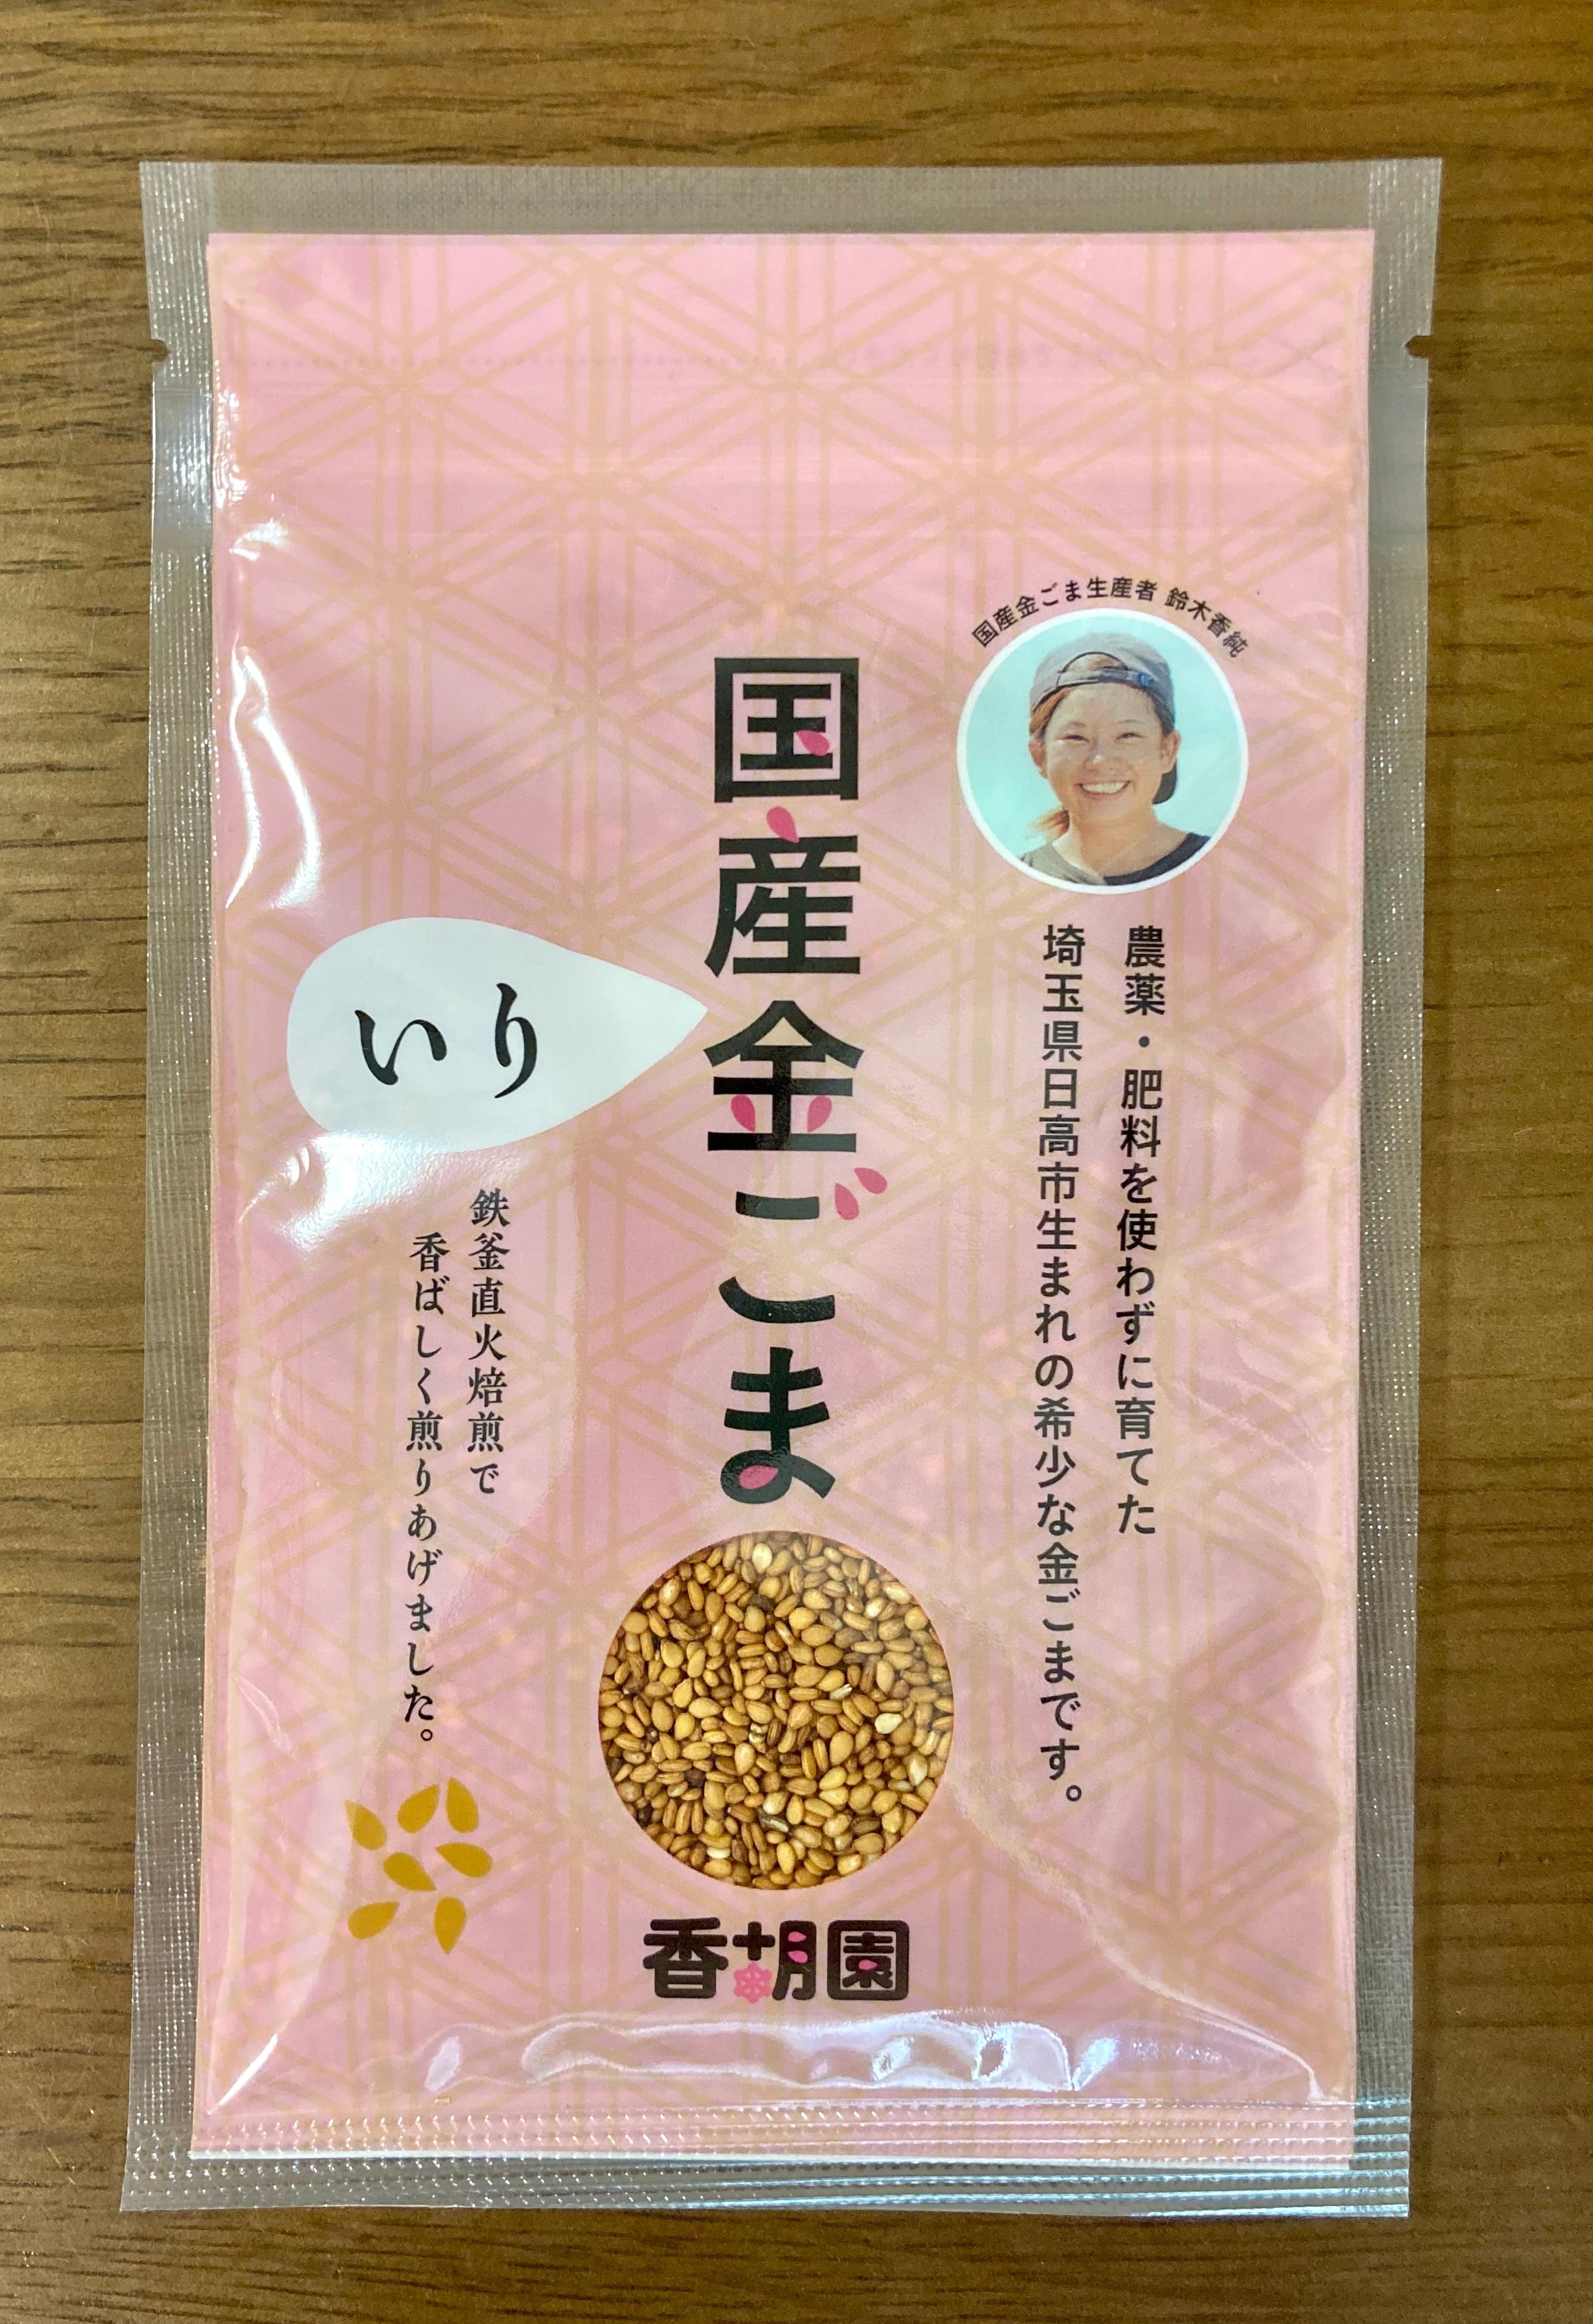 国産金ごま生産者 鈴木香純
農薬・肥料を使わずに育てた
埼玉県日高市生まれの希少な金ごまです。
国産金ごま
いり
鉄釜直火焙煎で
香ばしく煎りあげました。
香胡園